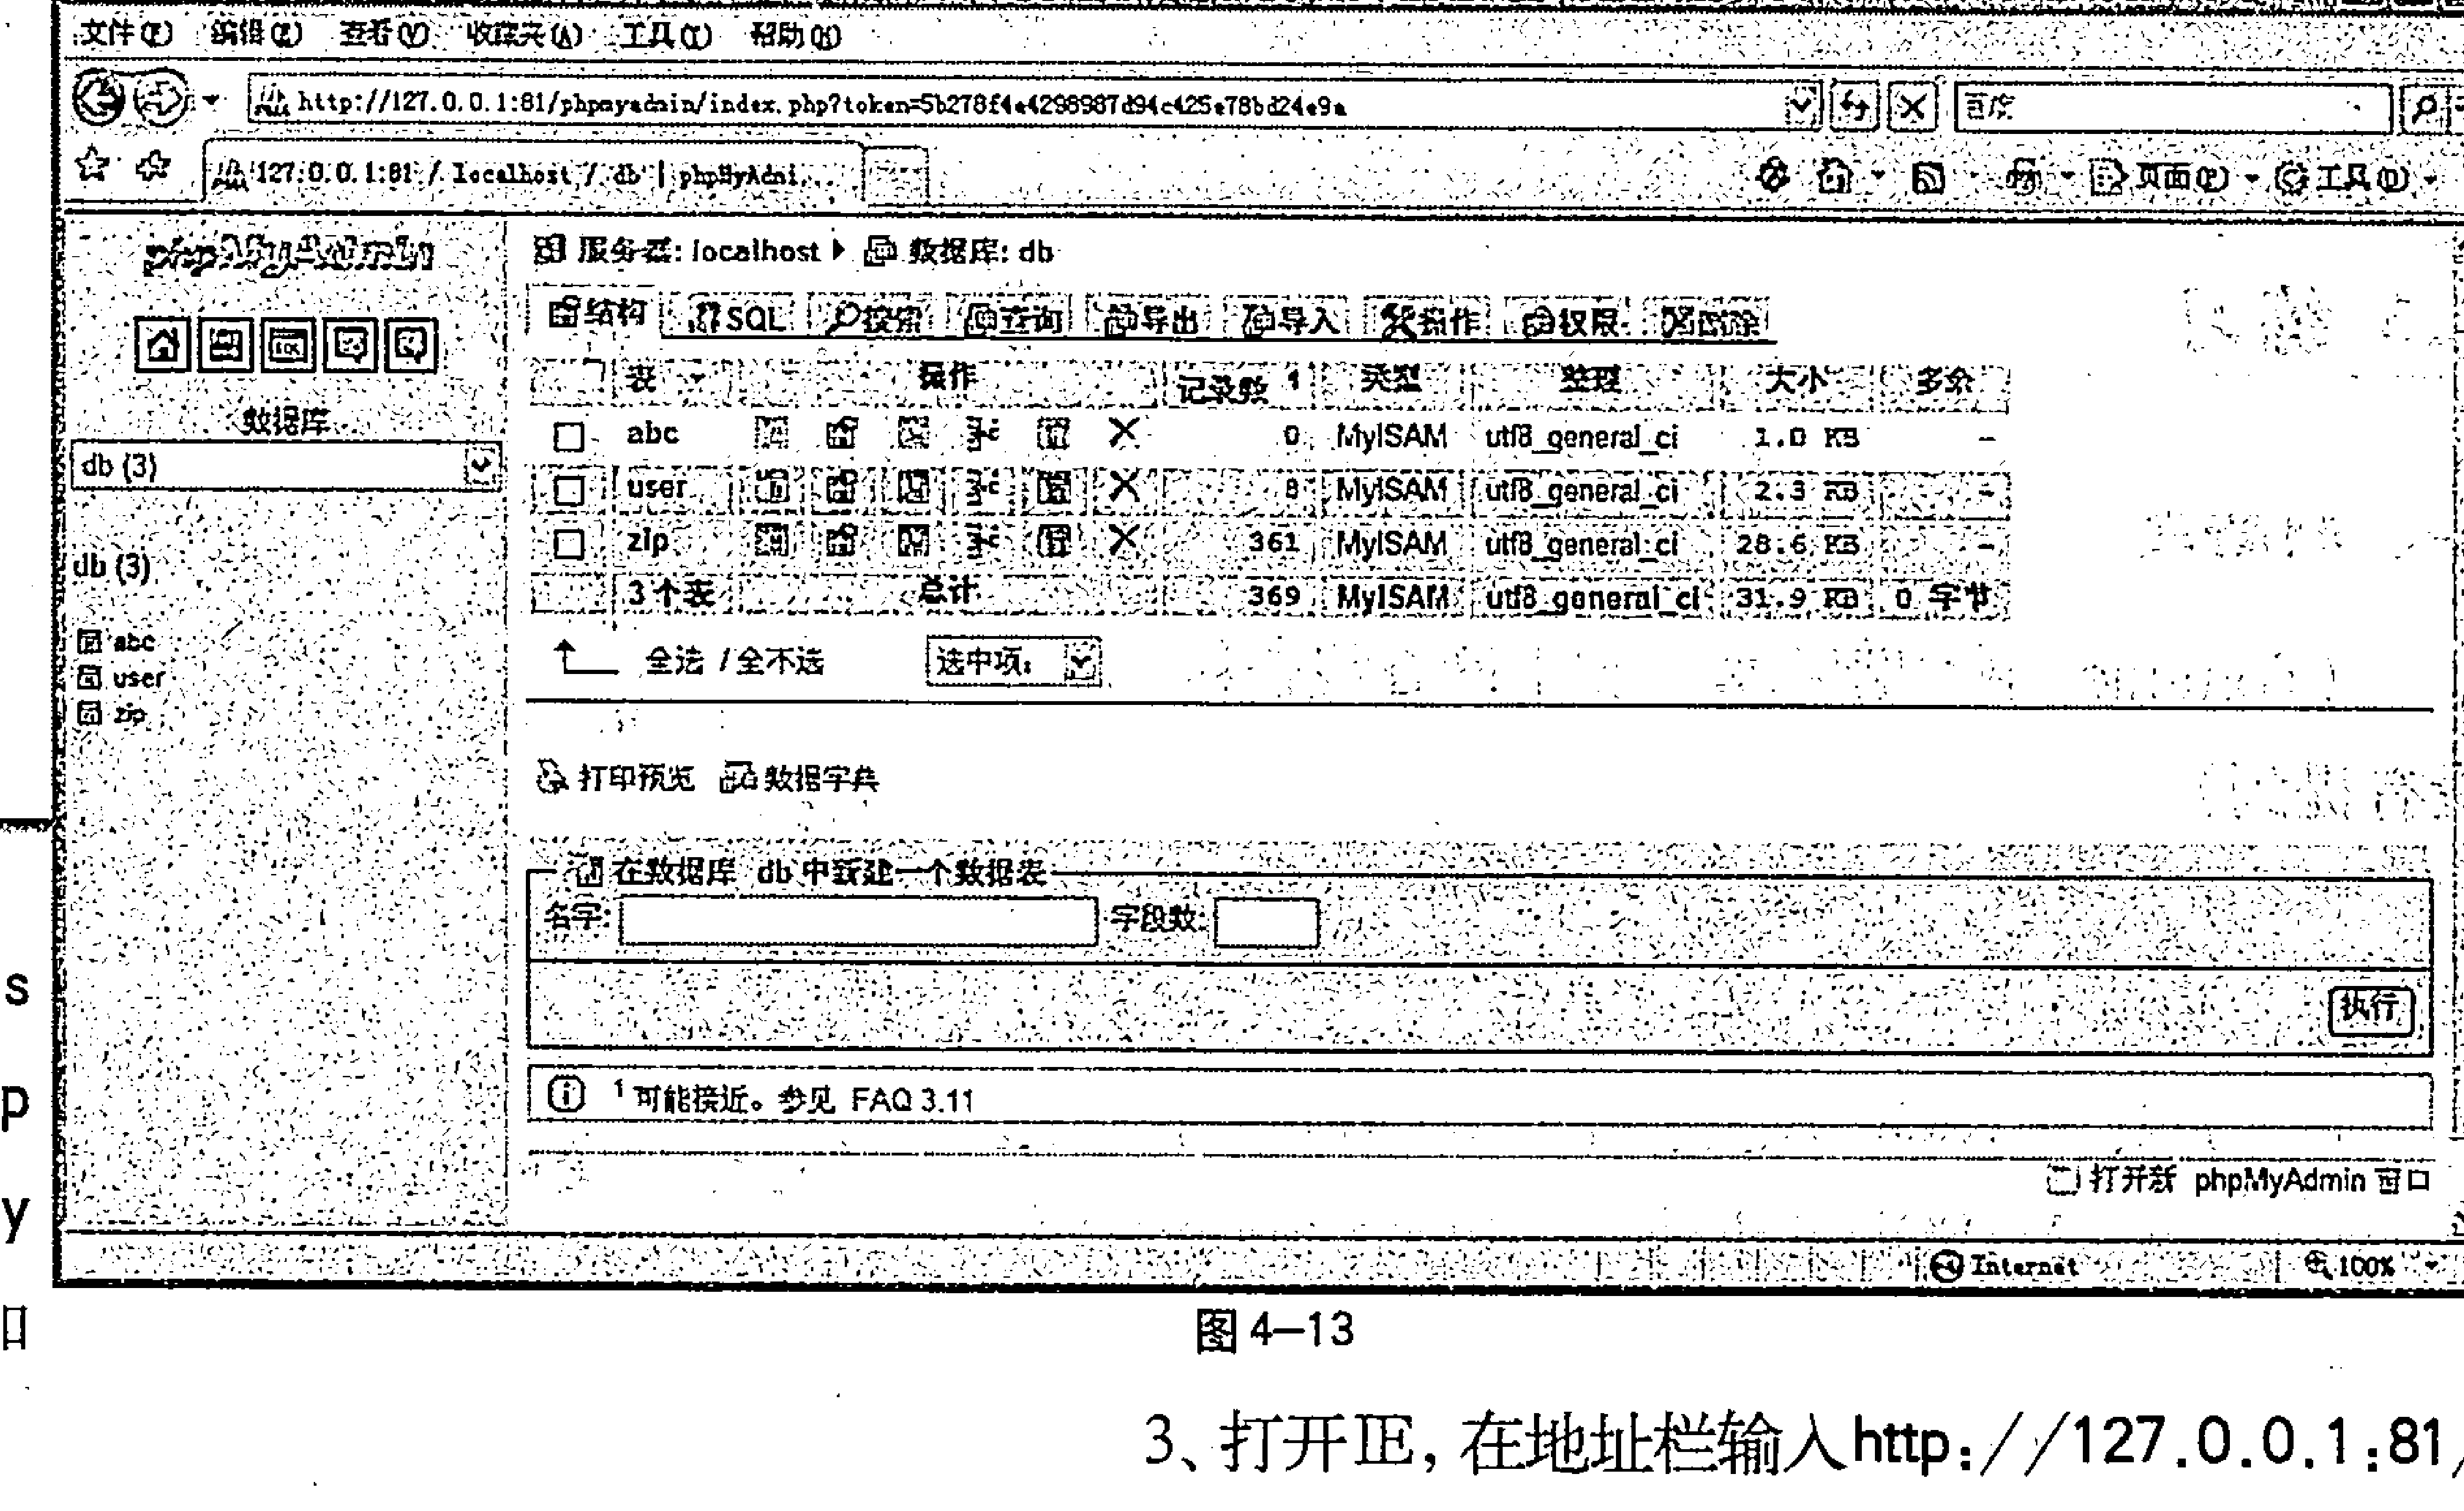 文件(F) 编辑(E) 查看(V) 收藏夹(A) 工具(T) 帮助(H)
http://127.0.0.1:81/phpmyadmin/index.php?token=5b278f4e4298987d94c425e78bd24e9a
百度
127.0.0.1:81 / localhost / db | phpMyAdmi...
页面(P) 工具(O)
phpMyAdmin
数据库
db (3)
db (3)
abc
user
zip
服务器: localhost 数据库: db
结构 SQL 搜索 查询 导出 导入 操作 权限 删除
表 操作 记录数 1 类型 整理 大小 多余
abc 0 MyISAM utf8_general_ci 1.0 KB -
user 8 MyISAM utf8_general_ci 2.3 KB -
zip 361 MyISAM utf8_general_ci 28.6 KB -
3 个表 总计 369 MyISAM utf8_general_ci 31.9 KB 0 字节
全选 / 全不选 选中项:
打印预览 数据字典
在数据库 db 中新建一个数据表
名字: 字段数:
执行
1 可能接近。参见 FAQ 3.11
打开新 phpMyAdmin 窗口
Internet 100%
s
p
y
图 4-13
3、打开IE, 在地址栏输入http://127.0.0.1:81/